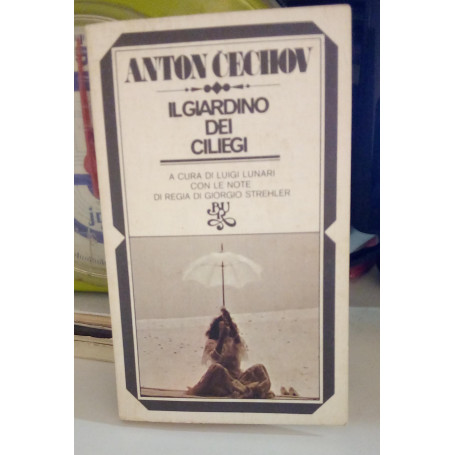 ANTON ČECHOV
IL GIARDINO
DEI
CILIEGI
A CURA DI LUIGI LUNARI
CON LE NOTE
DI REGIA DI GIORGIO STREHLER
BUR